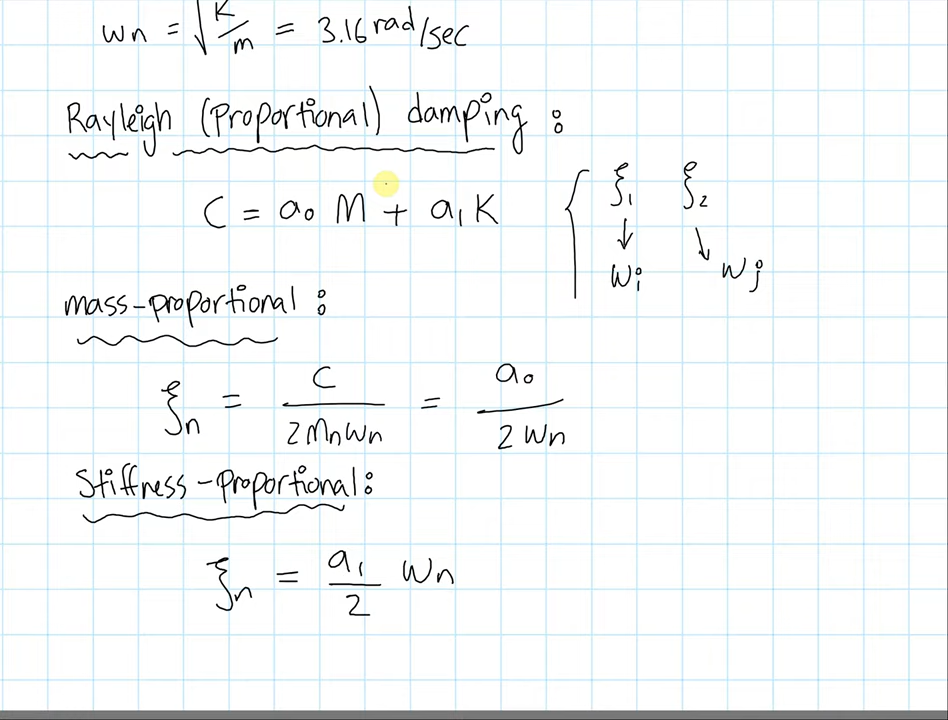 wn = √K/m = 3.16 rad/sec
Rayleigh (Proportional) damping :
C = a₀ M + a₁ K
ξ₁ ξ₂
↓ ↘
wᵢ wⱼ
mass-proportional :
ξn = C / 2Mnwn = a₀ / 2wn
Stiffness-proportional :
ξn = a₁ / 2 wn